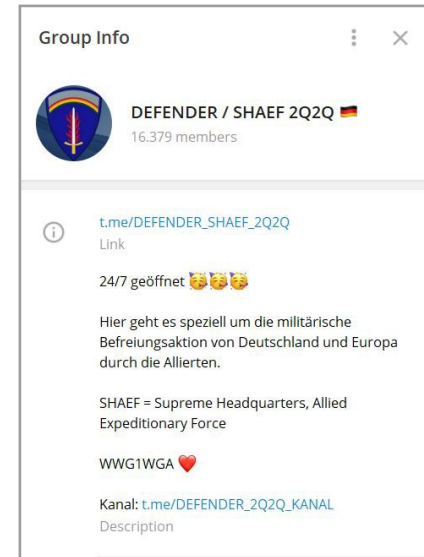 Group Info
DEFENDER / SHAEF 2Q2Q 🇩🇪
16.379 members
t.me/DEFENDER_SHAEF_2Q2Q
Link
24/7 geöffnet 🥳🥳🥳
Hier geht es speziell um die militärische
Befreiungsaktion von Deutschland und Europa
durch die Allierten.
SHAEF = Supreme Headquarters, Allied
Expeditionary Force
WWG1WGA ❤️
Kanal: t.me/DEFENDER_2Q2Q_KANAL
Description